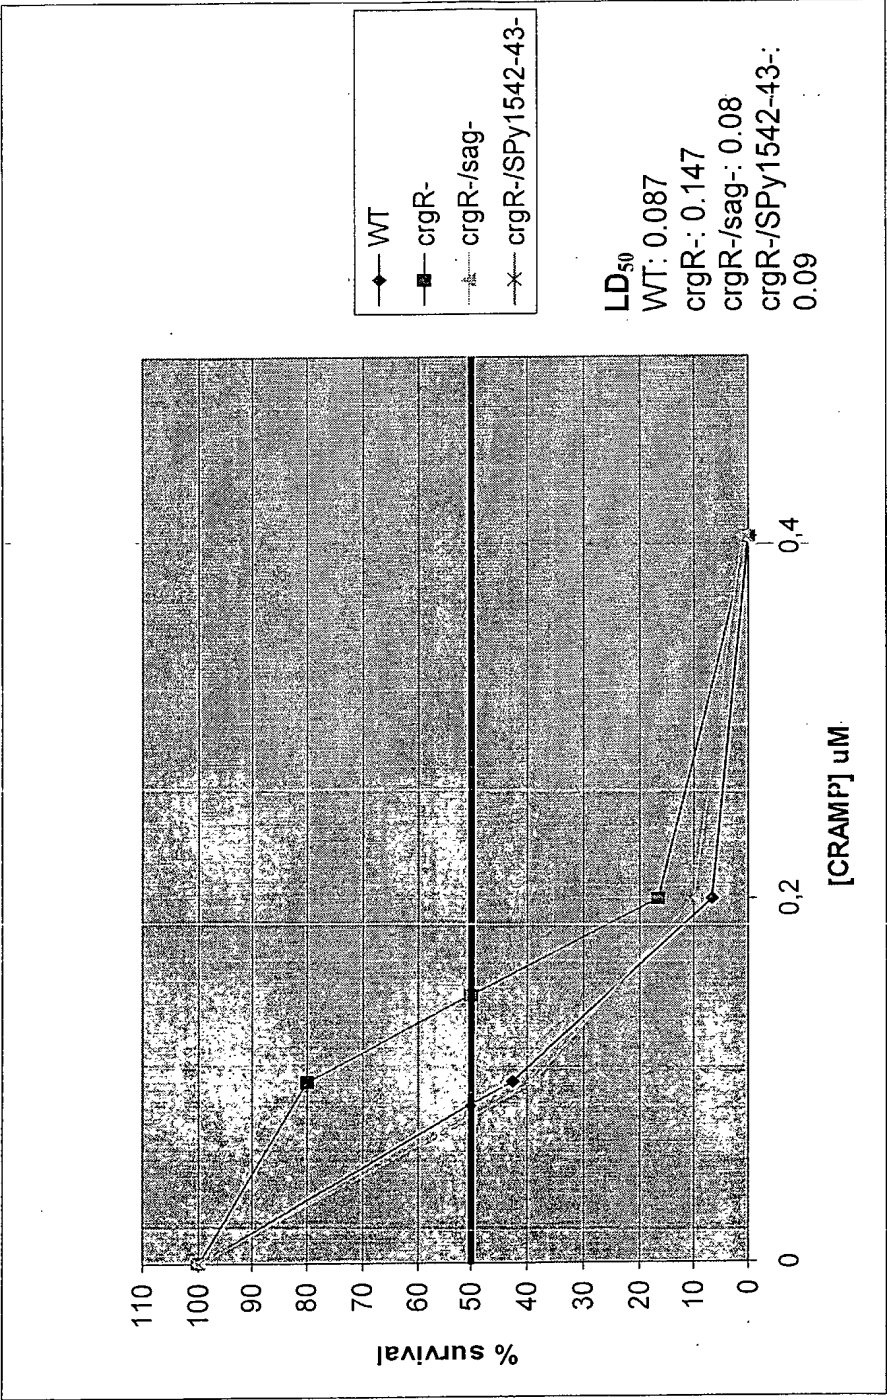 % survival
110
100
90
80
70
60
50
40
30
20
10
0
0
0,2
0,4
[CRAMP] uM
WT
crgR-
crgR-/sag-
crgR-/SPy1542-43-
LD50
WT: 0.087
crgR-: 0.147
crgR-/sag-: 0.08
crgR-/SPy1542-43-:
0.09